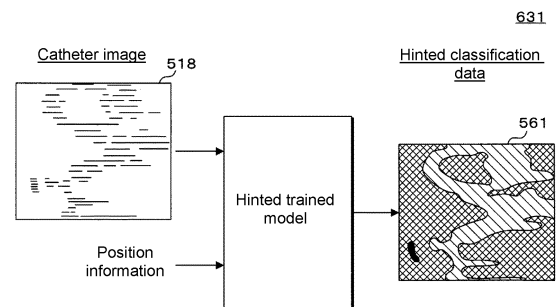 631
Catheter image
518
Hinted classification
data
561
Hinted trained
model
Position
information